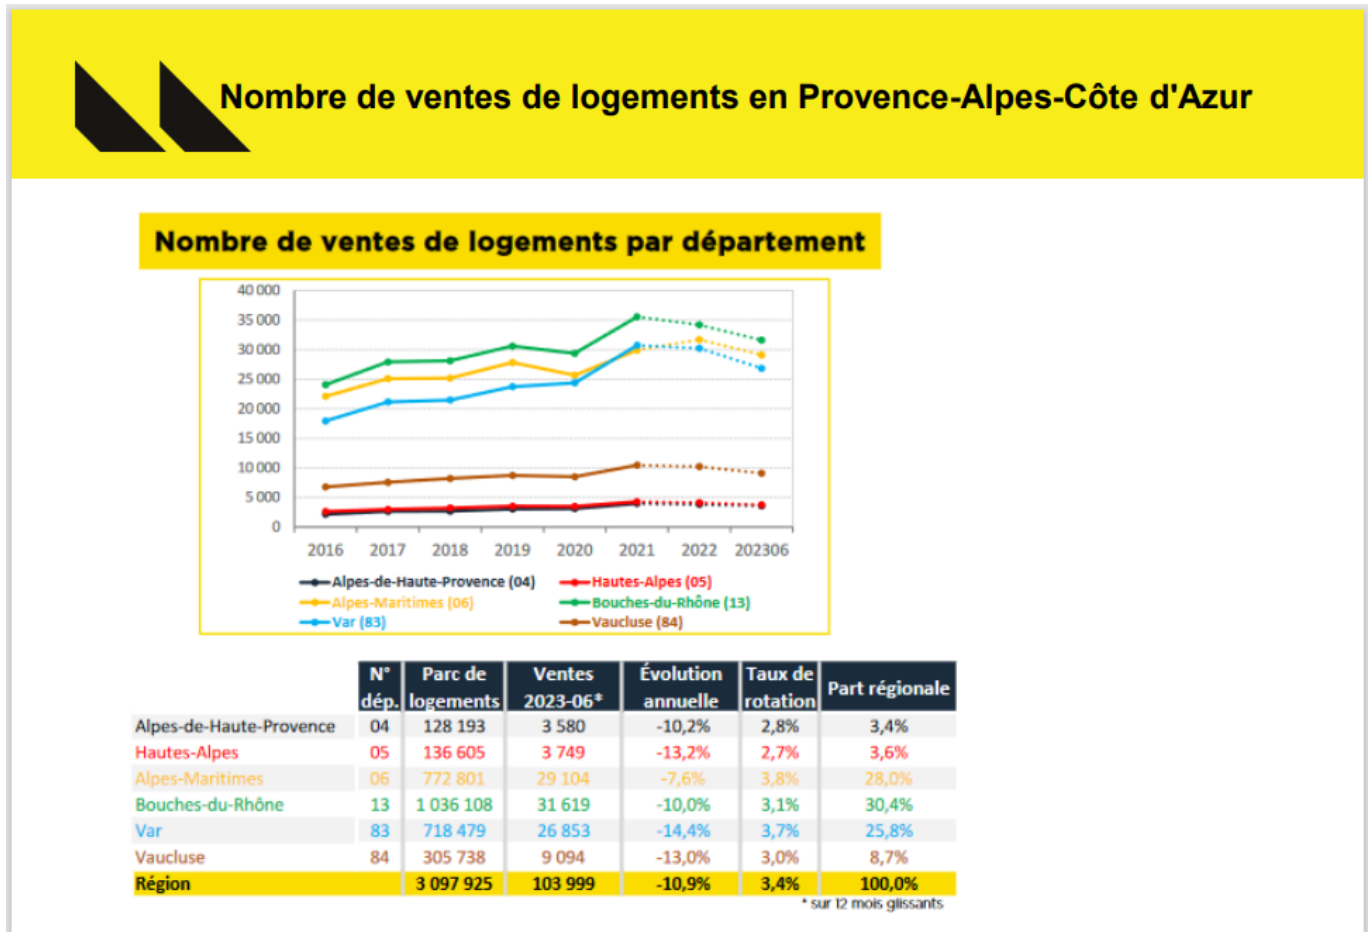 Nombre de ventes de logements en Provence-Alpes-Côte d'Azur
Nombre de ventes de logements par département
40 000
35 000
30 000
25 000
20 000
15 000
10 000
5 000
0
2016 2017 2018 2019 2020 2021 2022 202306
Alpes-de-Haute-Provence (04) Hautes-Alpes (05)
Alpes-Maritimes (06) Bouches-du-Rhône (13)
Var (83) Vaucluse (84)
N° dép. Parc de logements Ventes 2023-06* Évolution annuelle Taux de rotation Part régionale
Alpes-de-Haute-Provence 04 128 193 3 580 -10,2% 2,8% 3,4%
Hautes-Alpes 05 136 605 3 749 -13,2% 2,7% 3,6%
Alpes-Maritimes 06 772 801 29 104 -7,6% 3,8% 28,0%
Bouches-du-Rhône 13 1 036 108 31 619 -10,0% 3,1% 30,4%
Var 83 718 479 26 853 -14,4% 3,7% 25,8%
Vaucluse 84 305 738 9 094 -13,0% 3,0% 8,7%
Région 3 097 925 103 999 -10,9% 3,4% 100,0%
* sur 12 mois glissants